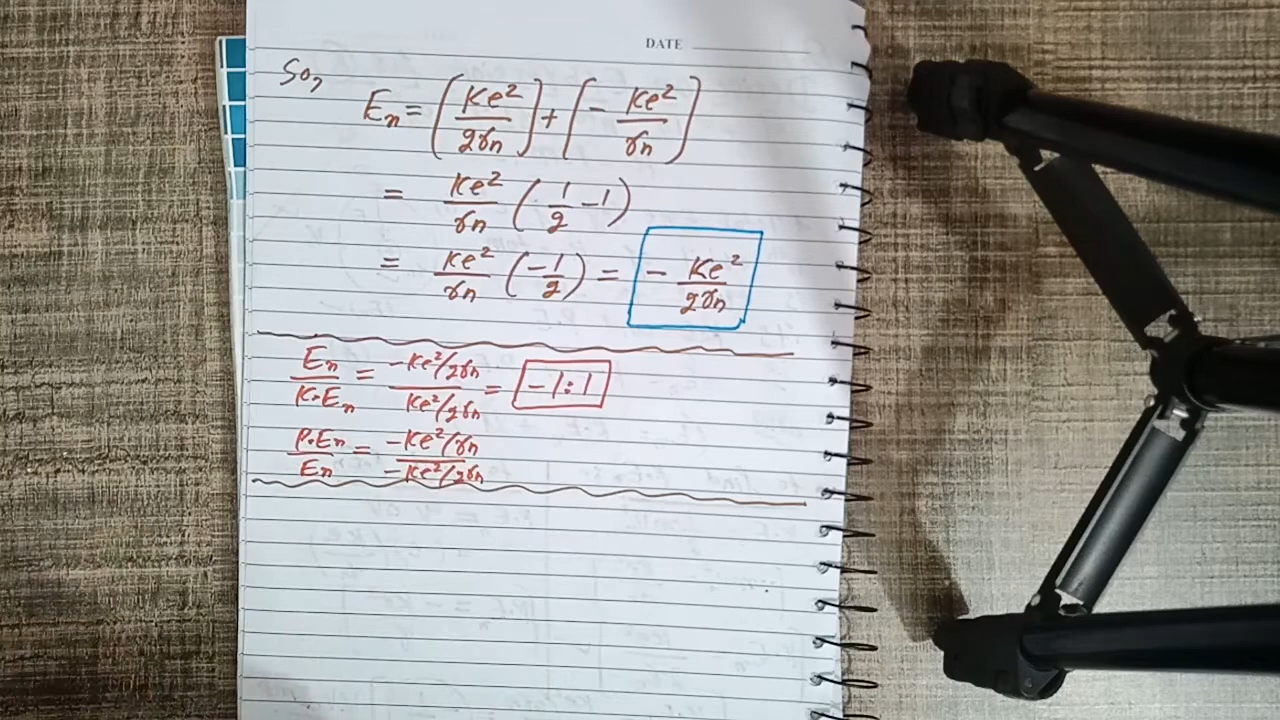 DATE
So,
Eₙ = (Ke²/2rₙ) + (- Ke²/rₙ)
= Ke²/rₙ (1/2 - 1)
= Ke²/rₙ (-1/2) = - Ke²/2rₙ
Eₙ/K.Eₙ = -Ke²/2rₙ / Ke²/2rₙ = -1:1
P.Eₙ/Eₙ = -Ke²/rₙ / -Ke²/2rₙ